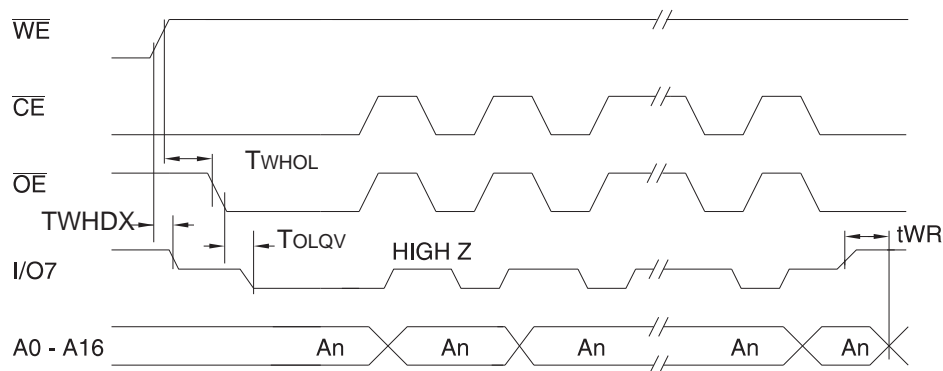 WE
CE
TWHOL
OE
TWHDX
TOLQV
HIGH Z
tWR
I/O7
A0 - A16
An An An An An